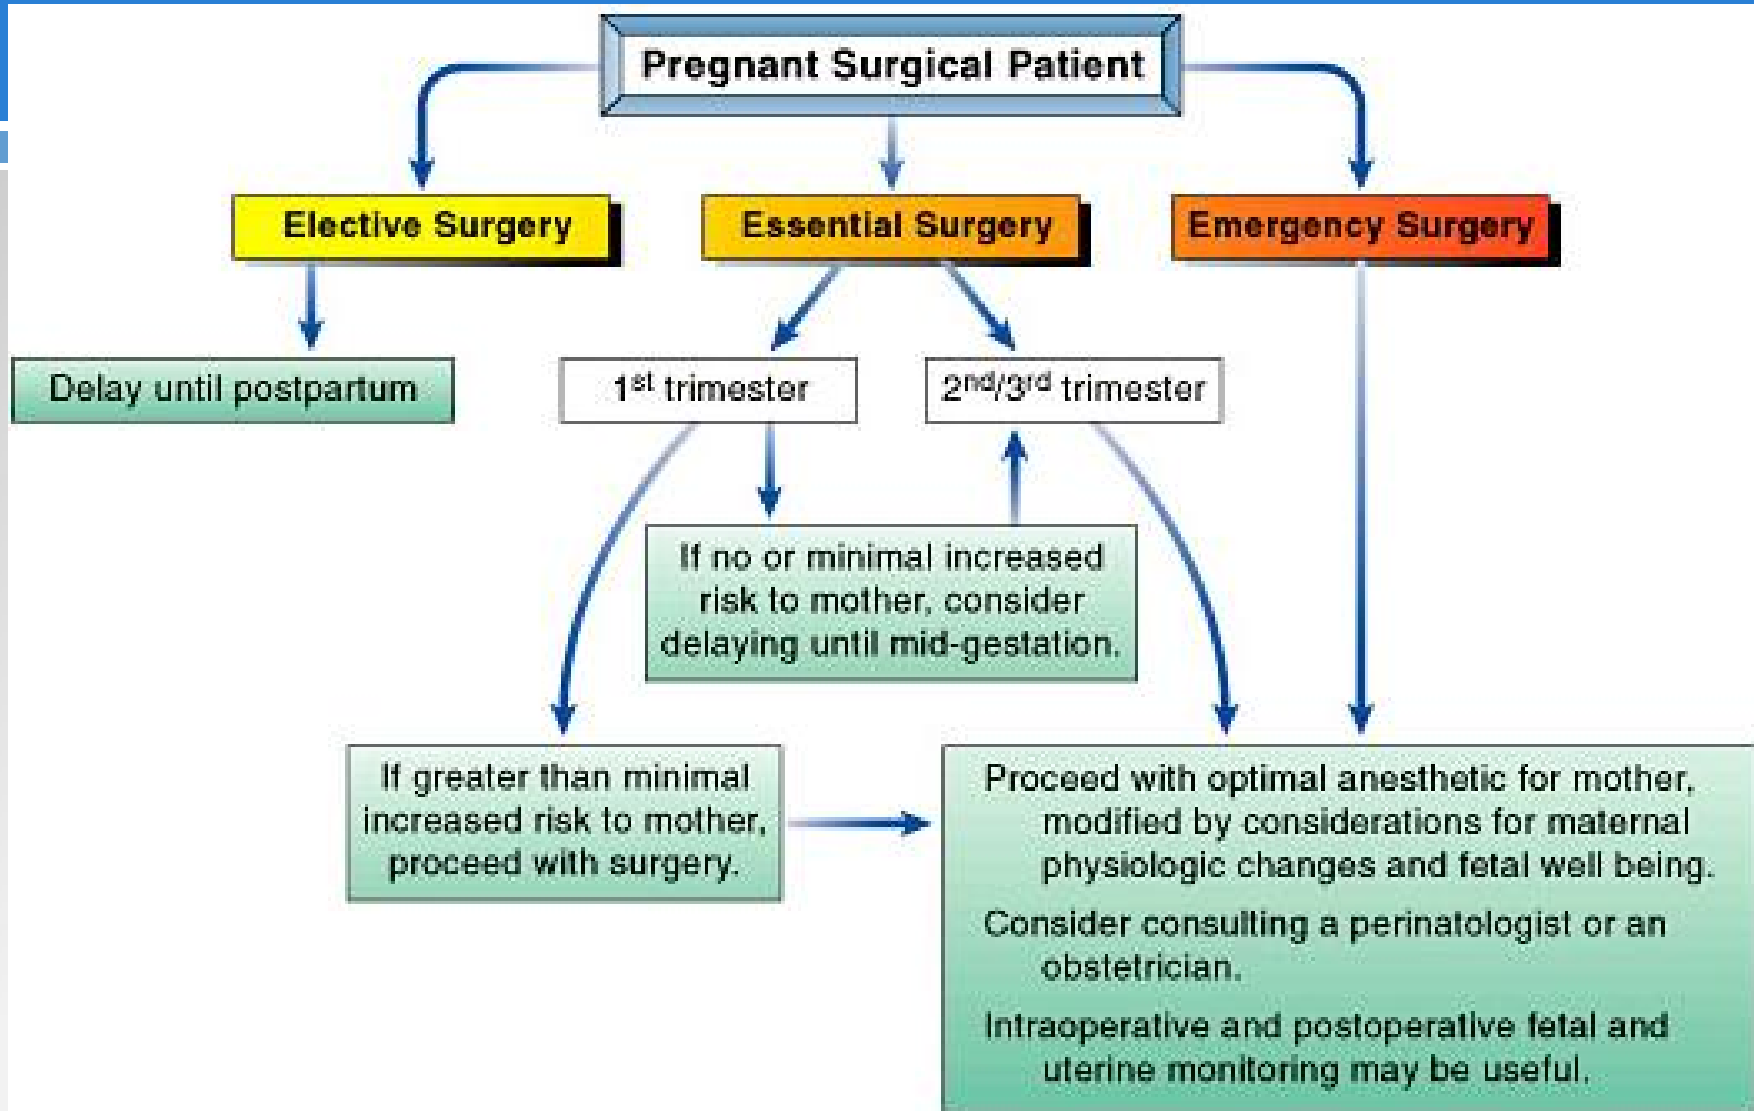 Pregnant Surgical Patient
Elective Surgery
Essential Surgery
Emergency Surgery
Delay until postpartum
1st trimester
2nd/3rd trimester
If no or minimal increased
risk to mother, consider
delaying until mid-gestation.
If greater than minimal
increased risk to mother,
proceed with surgery.
Proceed with optimal anesthetic for mother,
modified by considerations for maternal
physiologic changes and fetal well being.
Consider consulting a perinatologist or an
obstetrician.
Intraoperative and postoperative fetal and
uterine monitoring may be useful.